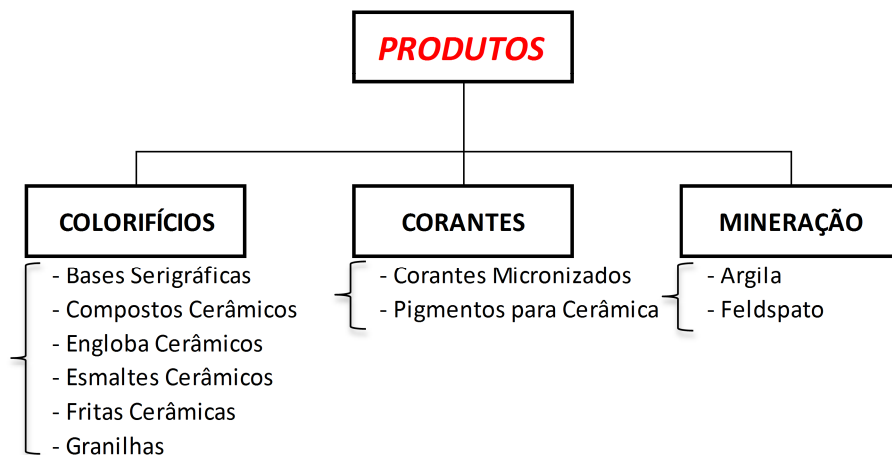 PRODUTOS
COLORIFÍCIOS
- Bases Serigráficas
- Compostos Cerâmicos
- Engloba Cerâmicos
- Esmaltes Cerâmicos
- Fritas Cerâmicas
- Granilhas
CORANTES
- Corantes Micronizados
- Pigmentos para Cerâmica
MINERAÇÃO
- Argila
- Feldspato